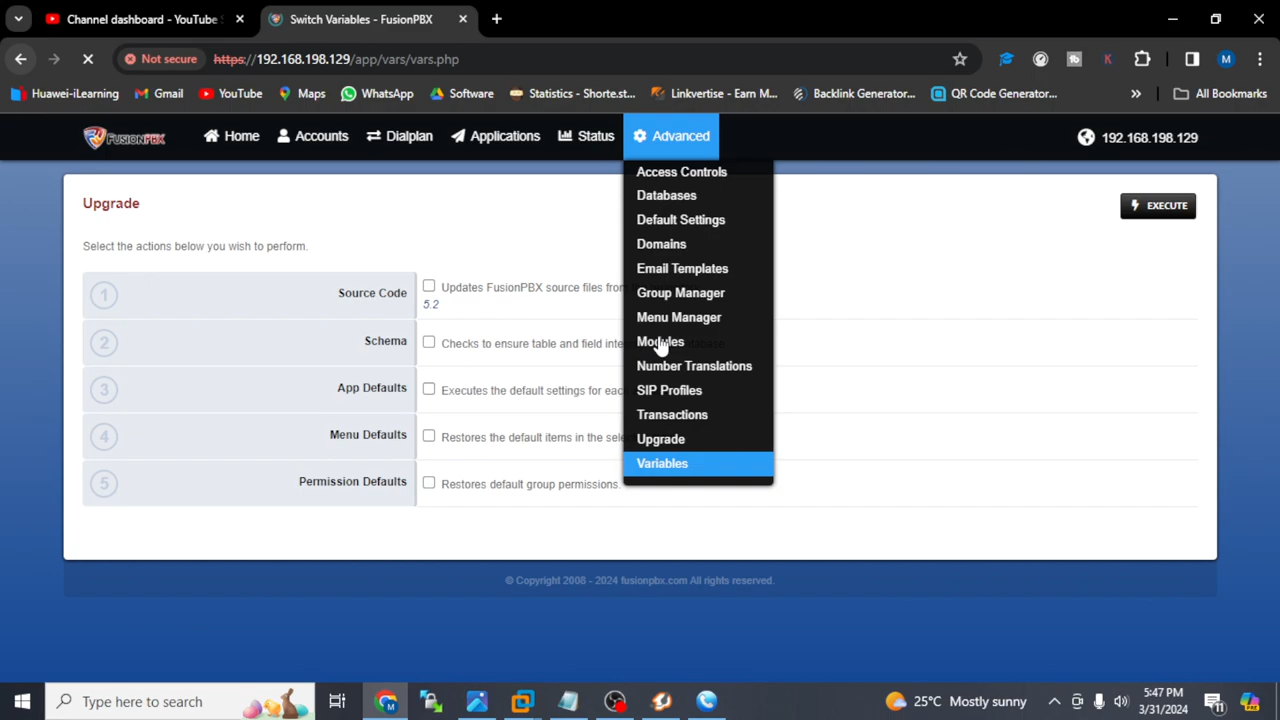 Channel dashboard - YouTube
Switch Variables - FusionPBX
Not secure
https://192.168.198.129/app/vars/vars.php
M
Huawei-iLearning
Gmail
YouTube
Maps
WhatsApp
Software
Statistics - Shorte.st...
Linkvertise - Earn M...
Backlink Generator...
QR Code Generator...
All Bookmarks
FUSIONPBX
Home
Accounts
Dialplan
Applications
Status
Advanced
192.168.198.129
Access Controls
Databases
Default Settings
Domains
Email Templates
Group Manager
Menu Manager
Modules
Number Translations
SIP Profiles
Transactions
Upgrade
Variables
Upgrade
EXECUTE
Select the actions below you wish to perform.
1 Source Code Updates FusionPBX source files from
5.2
2 Schema Checks to ensure table and field
3 App Defaults Executes the default settings for
4 Menu Defaults Restores the default items in the
5 Permission Defaults Restores default group permissions.
© Copyright 2008 - 2024 fusionpbx.com All rights reserved.
Type here to search
25°C Mostly sunny
5:47 PM
3/31/2024